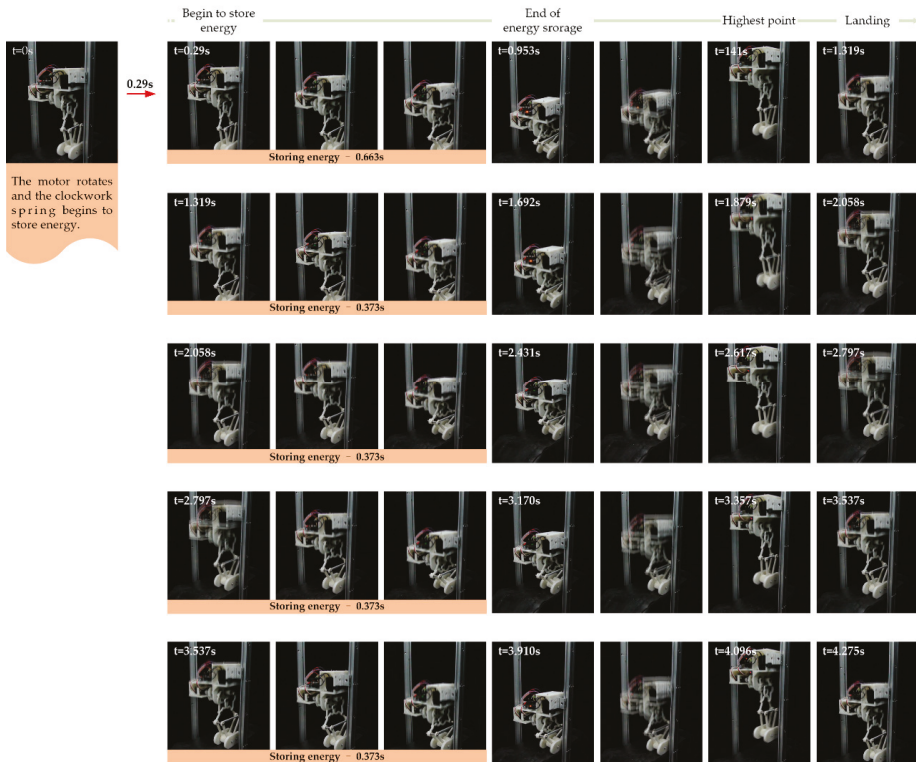 Begin to store
energy
End of
energy srorage
Highest point
Landing
t=0s
0.29s
t=0.29s
t=0.953s
t=141s
t=1.319s
Storing energy - 0.663s
The motor rotates
and the clockwork
spring begins to
store energy.
t=1.319s
t=1.692s
t=1.879s
t=2.058s
Storing energy - 0.373s
t=2.058s
t=2.431s
t=2.617s
t=2.797s
Storing energy - 0.373s
t=2.797s
t=3.170s
t=3.357s
t=3.537s
Storing energy - 0.373s
t=3.537s
t=3.910s
t=4.096s
t=4.275s
Storing energy - 0.373s